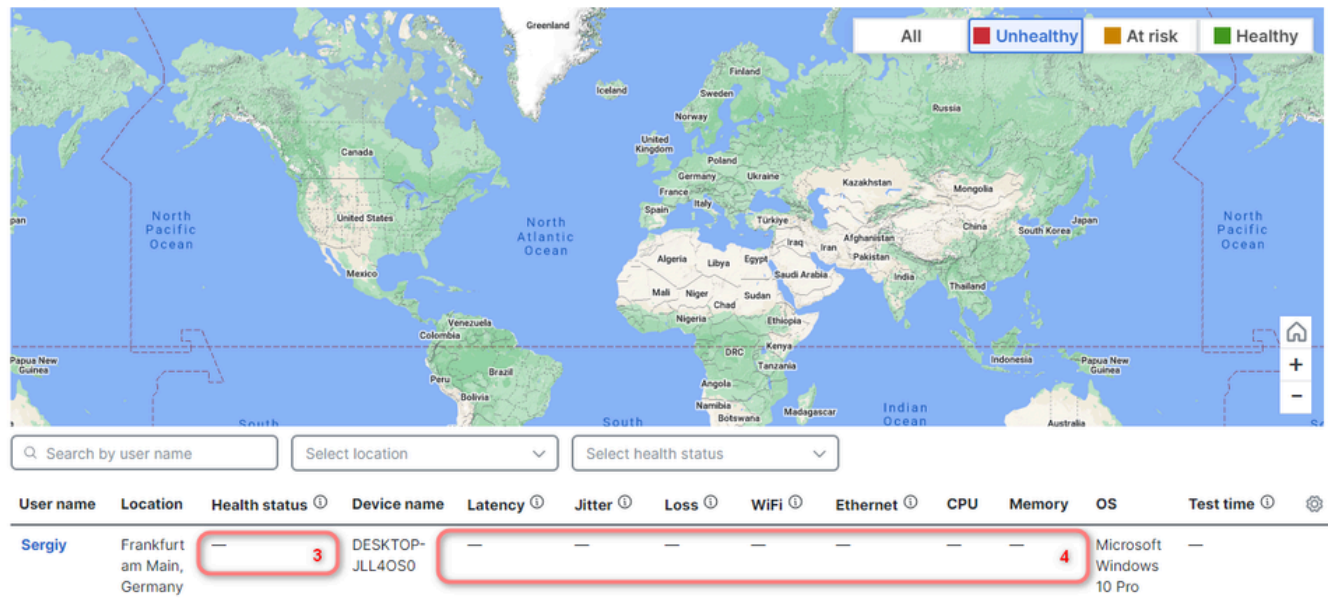 Greenland
All
Unhealthy
At risk
Healthy
Iceland
Finland
Sweden
Norway
Russia
United
Kingdom
Canada
Poland
Germany
Ukraine
Kazakhstan
Mongolia
France
Spain
Italy
Türkiye
United States
North
Pacific
Ocean
North
Atlantic
Ocean
China
South Korea
Japan
pan
North
Pacific
Ocean
Iraq
Iran
Afghanistan
Pakistan
Algeria
Libya
Egypt
Saudi Arabia
India
Mexico
Mali
Niger
Chad
Sudan
Thailand
Nigeria
Ethiopia
Venezuela
Colombia
DRC
Kenya
Tanzania
Indonesia
Papua New
Guinea
Papua New
Guinea
+
−
Peru
Brazil
Bolivia
Angola
Namibia
Botswana
Madagascar
Indian
Ocean
Australia
South
South
Search by user name
Select location
Select health status
User name Location Health status Device name Latency Jitter Loss WiFi Ethernet CPU Memory OS Test time
Sergiy Frankfurt — 3 DESKTOP- — — — — — — — 4 Microsoft —
am Main, JLL4OS0 Windows
Germany 10 Pro